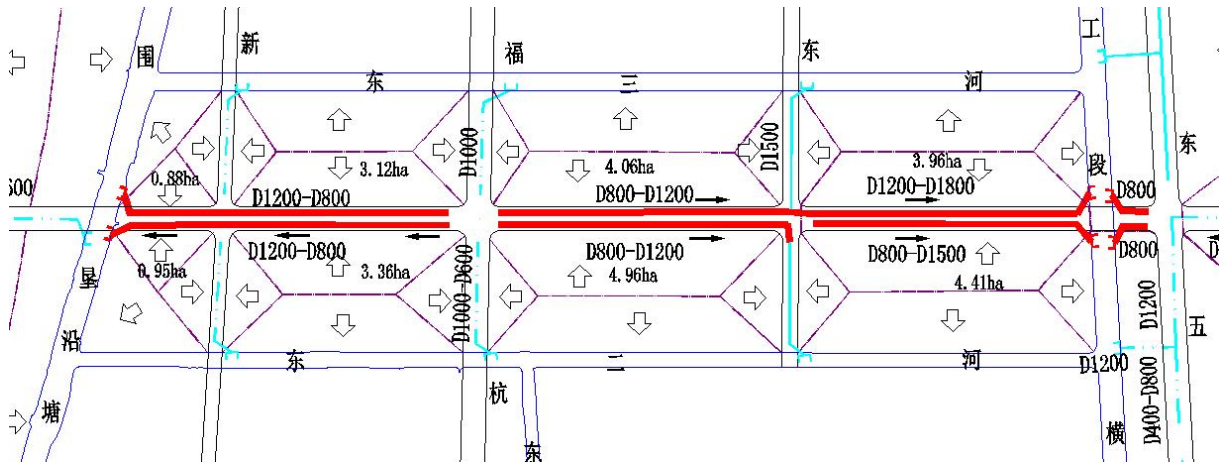 围
新
福
东
工
东
三
河
D1000
D1500
3.12ha
4.06ha
3.96ha
0.88ha
段
东
600
D1200-D800
D800-D1200
D1200-D1800
D800
D1200-D800
D800-D1200
D800-D1500
D800
0.95ha
3.36ha
4.96ha
4.41ha
垦
D1000-D600
D1200
五
沿
东
二
河
D1200
塘
杭
D400-D800
东
横